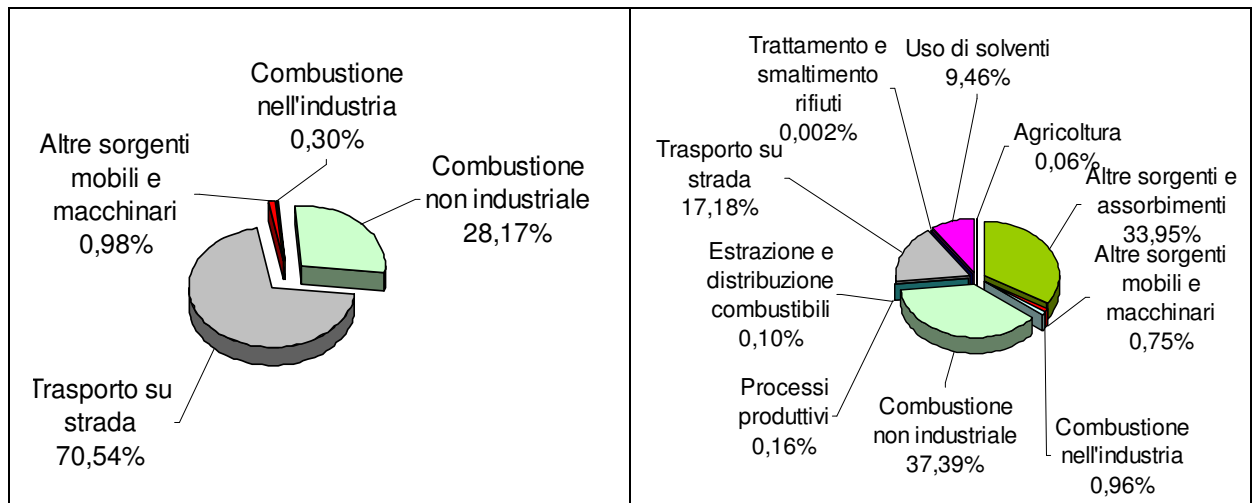 Combustione
nell'industria
0,30%
Altre sorgenti
mobili e
macchinari
0,98%
Combustione
non industriale
28,17%
Trasporto su
strada
70,54%
Trattamento e
smaltimento
rifiuti
0,002%
Uso di solventi
9,46%
Agricoltura
0,06%
Trasporto su
strada
17,18%
Altre sorgenti e
assorbimenti
33,95%
Estrazione e
distribuzione
combustibili
0,10%
Altre sorgenti
mobili e
macchinari
0,75%
Processi
produttivi
0,16%
Combustione
non industriale
37,39%
Combustione
nell'industria
0,96%